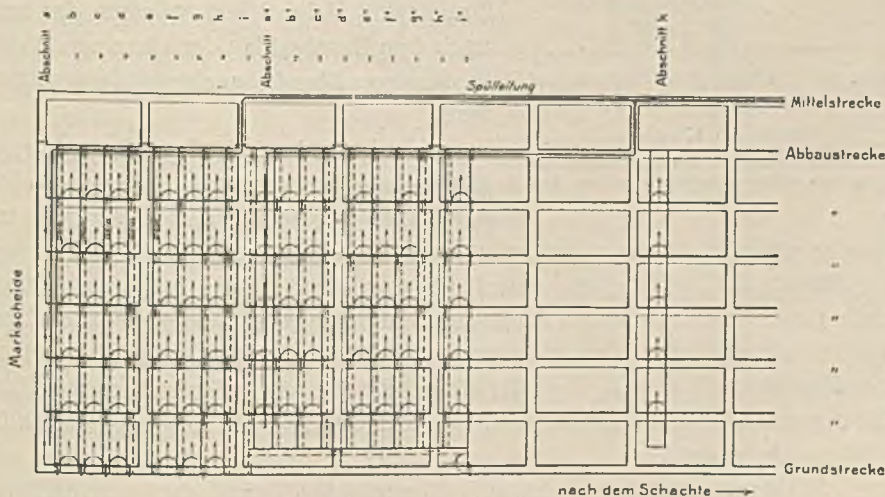 Abschnitt a b c d e f g h i Abschnitt a' b' c' d' e' f' g' h' i' Abschnitt k
" " " " " " " " " " " " " " " "
Spülleitung
Mittelstrecke
Abbaustrecke
"
"
"
"
"
Markscheide
Grundstrecke
nach dem Schachte